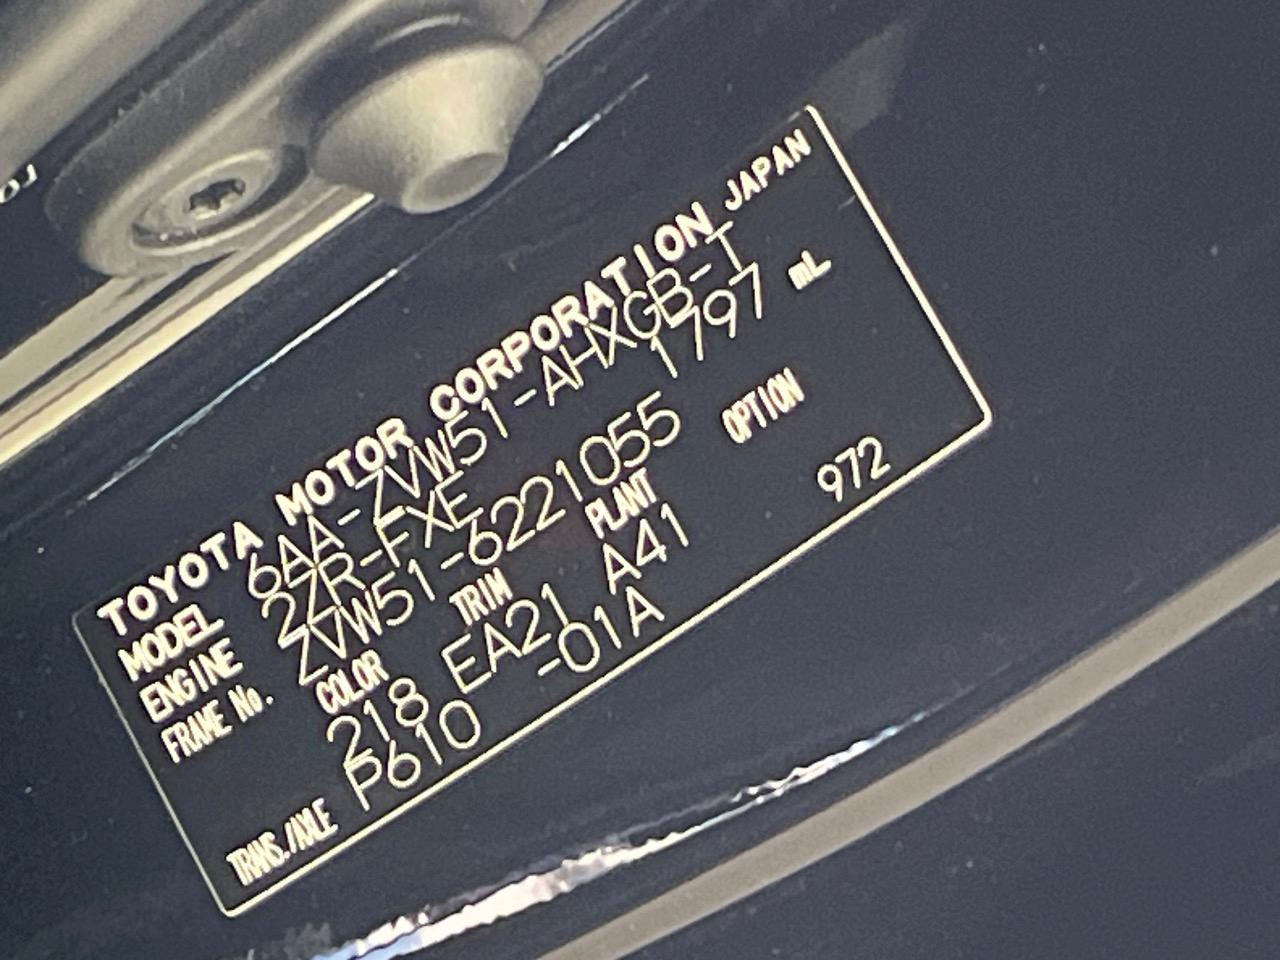 TOYOTA MOTOR CORPORATION JAPAN
MODEL 6AA-ZVW51-AHXGB-T
ENGINE 2ZR-FXE 1797 mL
FRAME No. ZVW51-6221055
COLOR TRIM PLANT OPTION
218 EA21 A41 972
TRANS./AXLE P610 -01A